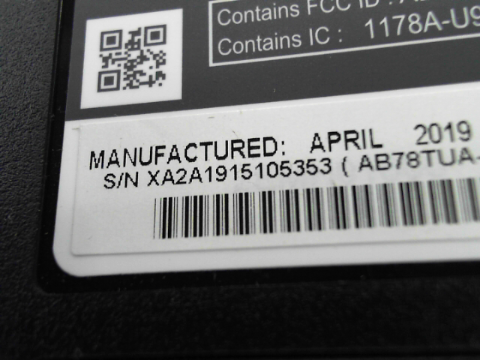 Contains FCC ID :
Contains IC : 1178A-U9
MANUFACTURED: APRIL 2019
S/N XA2A1915105353 ( AB78TUA-